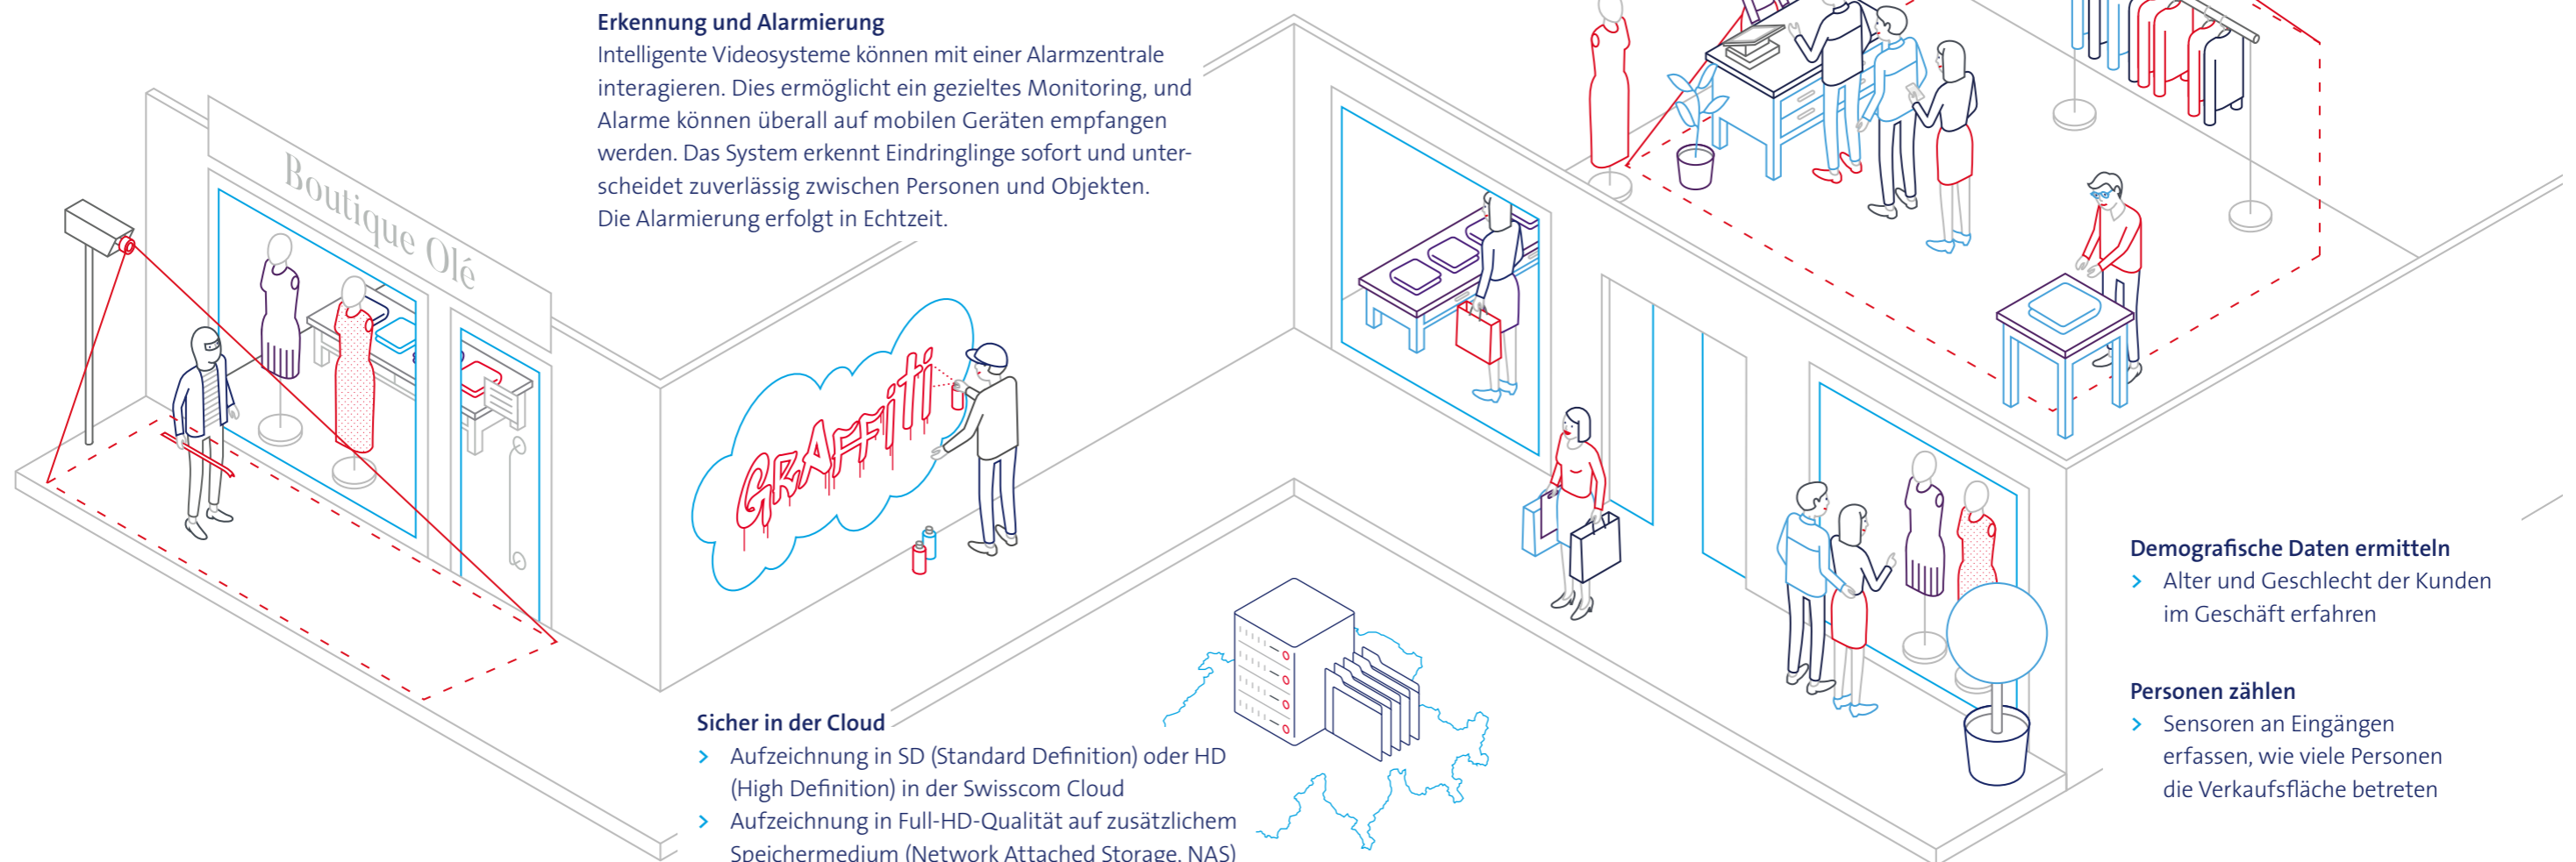 Erkennung und Alarmierung
Intelligente Videosysteme können mit einer Alarmzentrale
interagieren. Dies ermöglicht ein gezieltes Monitoring, und
Alarme können überall auf mobilen Geräten empfangen
werden. Das System erkennt Eindringlinge sofort und unter-
scheidet zuverlässig zwischen Personen und Objekten.
Die Alarmierung erfolgt in Echtzeit.
Boutique Olé
GRAFFiti
Sicher in der Cloud
> Aufzeichnung in SD (Standard Definition) oder HD
(High Definition) in der Swisscom Cloud
> Aufzeichnung in Full-HD-Qualität auf zusätzlichem
Speichermedium (Network Attached Storage, NAS)
Demografische Daten ermitteln
> Alter und Geschlecht der Kunden
im Geschäft erfahren
Personen zählen
> Sensoren an Eingängen
erfassen, wie viele Personen
die Verkaufsfläche betreten